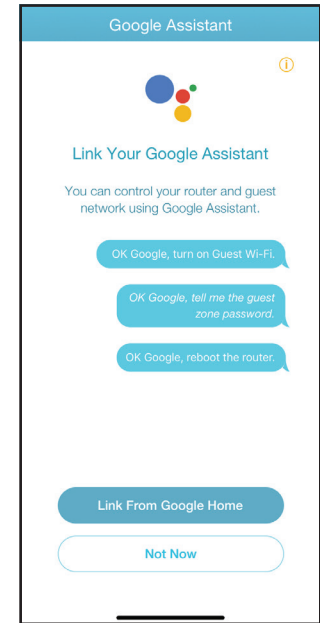 Google Assistant
Link Your Google Assistant
You can control your router and guest
network using Google Assistant.
OK Google, turn on Guest Wi-Fi.
OK Google, tell me the guest
zone password.
OK Google, reboot the router.
Link From Google Home
Not Now